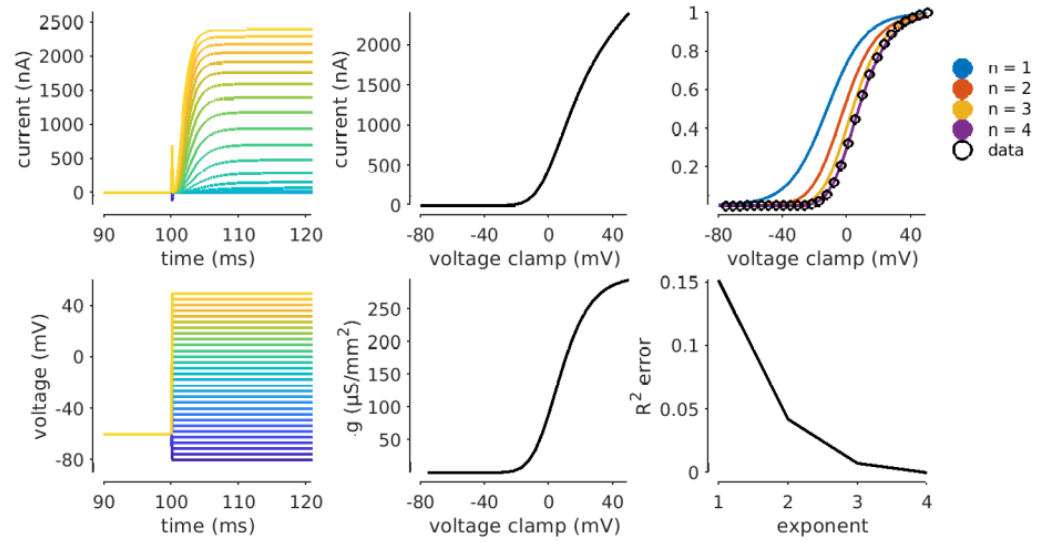 2500
2000
1500
1000
500
0
current (nA)
90 100 110 120
time (ms)
2000
1500
1000
500
0
current (nA)
-80 -40 0 40
voltage clamp (mV)
1
0.8
0.6
0.4
0.2
-80 -40 0 40
voltage clamp (mV)
n = 1
n = 2
n = 3
n = 4
data
40
0
-40
-80
voltage (mV)
90 100 110 120
time (ms)
250
200
150
100
50
g (μS/mm²)
-80 -40 0 40
voltage clamp (mV)
0.15
0.1
0.05
0
R² error
1 2 3 4
exponent